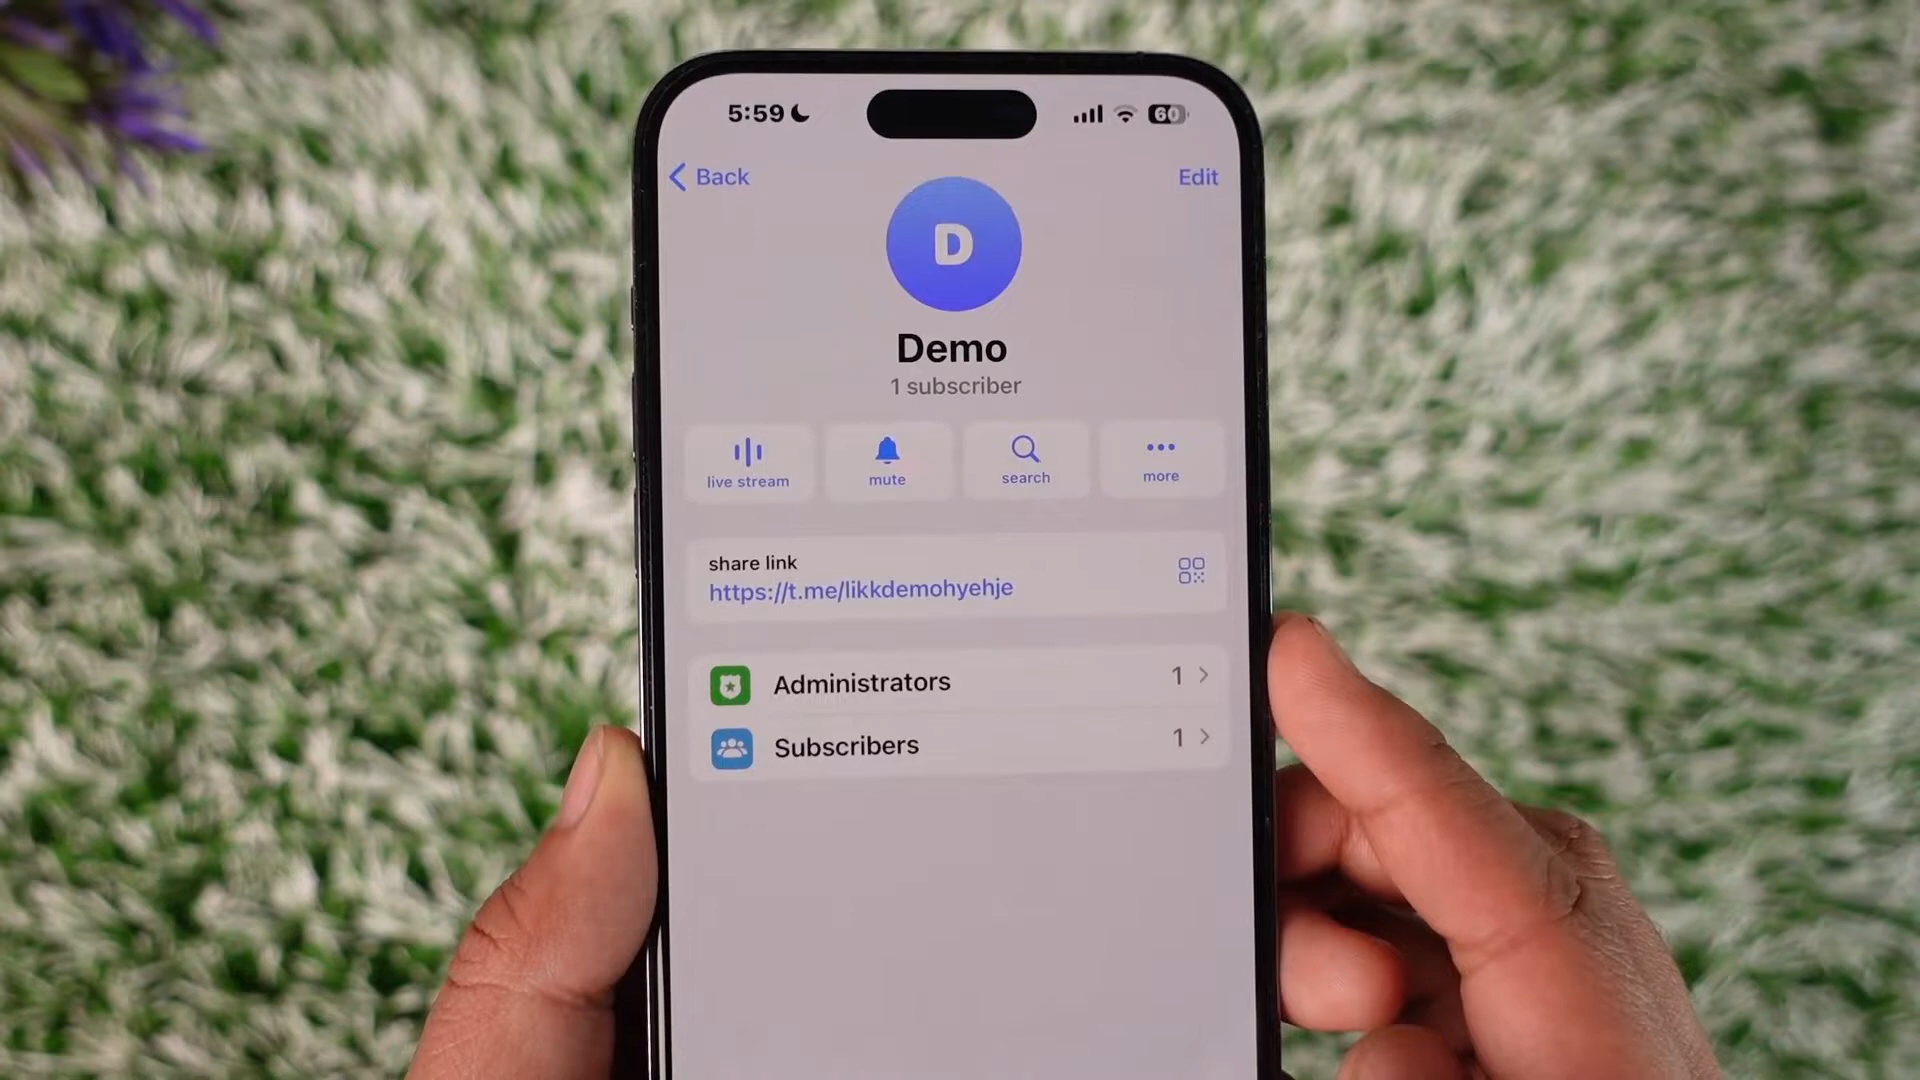 5:59
60
Back
Edit
D
Demo
1 subscriber
live stream
mute
search
more
share link
https://t.me/likkdemohyehje
Administrators 1
Subscribers 1